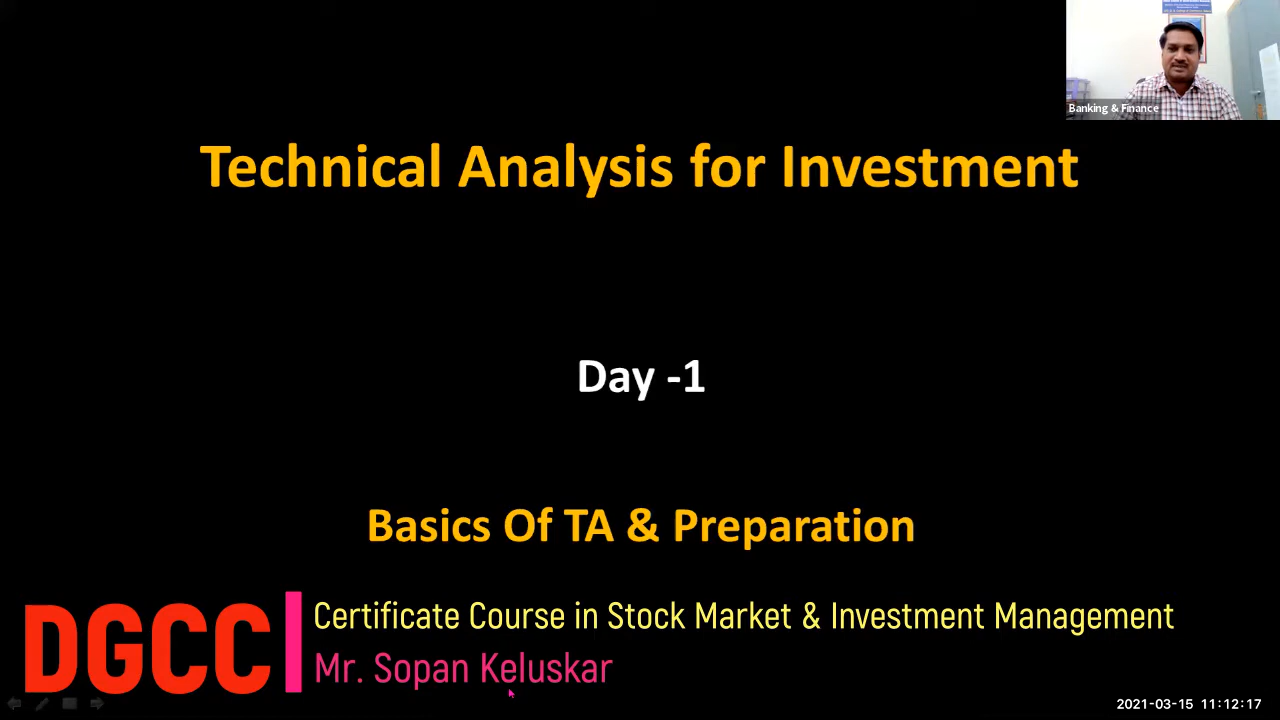 Banking & Finance
Technical Analysis for Investment
Day -1
Basics Of TA & Preparation
DGCC
Certificate Course in Stock Market & Investment Management
Mr. Sopan Keluskar
2021-03-15 11:12:17